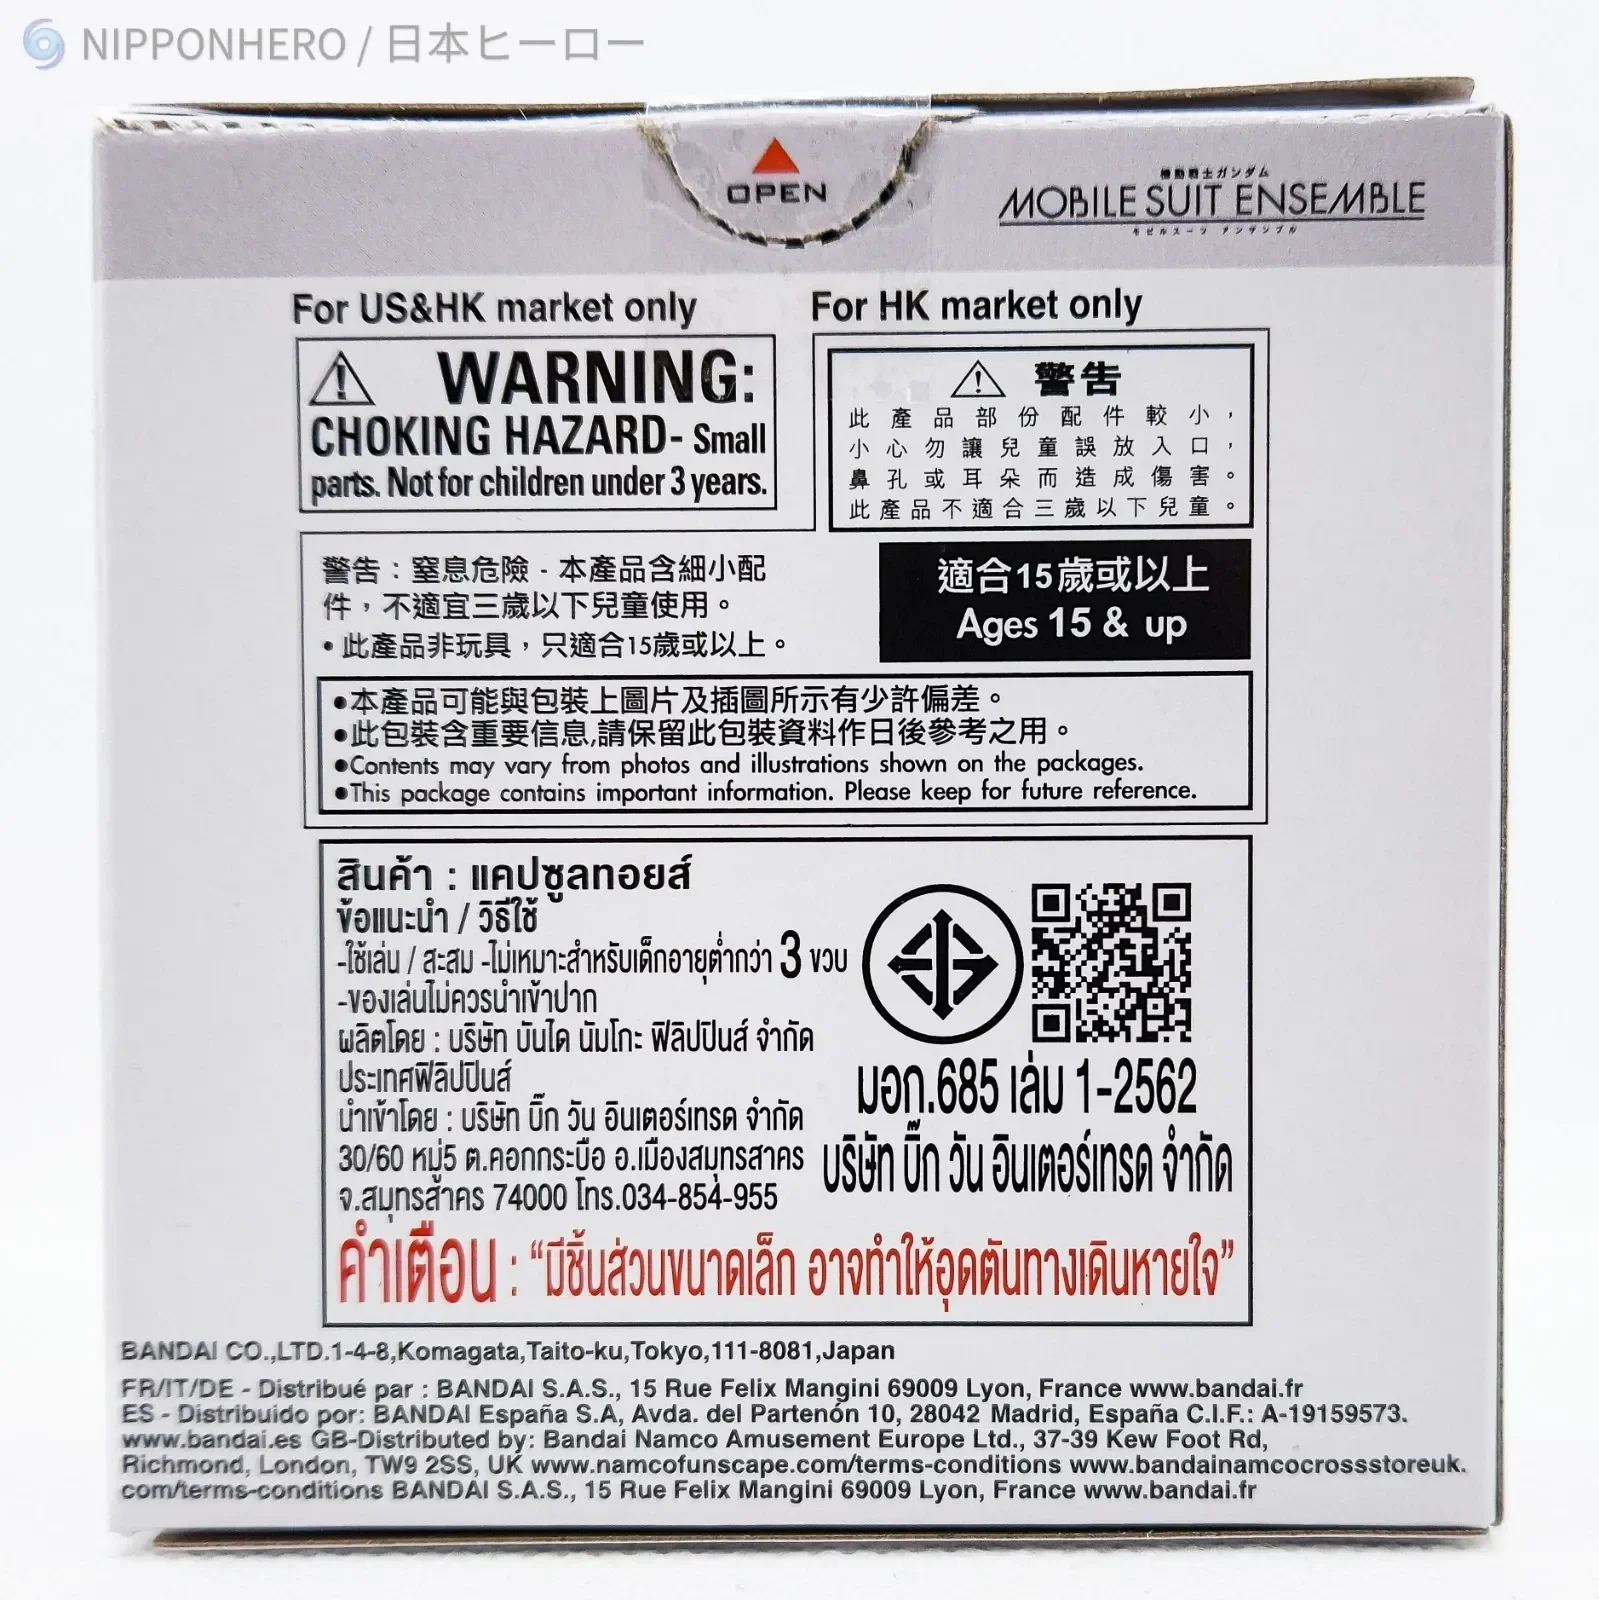 NIPPONHERO / 日本ヒーロー
OPEN
機動戦士ガンダム
MOBILE SUIT ENSEMBLE
モビルスーツ アンサンブル
For US&HK market only
WARNING:
CHOKING HAZARD- Small
parts. Not for children under 3 years.
For HK market only
警告
此產品部份配件較小，
小心勿讓兒童誤放入口，
鼻孔或耳朵而造成傷害。
此產品不適合三歲以下兒童。
警告：窒息危險 - 本產品含細小配
件，不適宜三歲以下兒童使用。
•此產品非玩具，只適合15歲或以上。
適合15歲或以上
Ages 15 & up
●本產品可能與包裝上圖片及插圖所示有少許偏差。
●此包裝含重要信息,請保留此包裝資料作日後參考之用。
●Contents may vary from photos and illustrations shown on the packages.
●This package contains important information. Please keep for future reference.
สินค้า : แคปซูลทอยส์
ข้อแนะนำ / วิธีใช้
-ใช้เล่น / สะสม -ไม่เหมาะสำหรับเด็กอายุต่ำกว่า 3 ขวบ
-ของเล่นไม่ควรนำเข้าปาก
ผลิตโดย : บริษัท บันได นัมโกะ ฟิลิปปินส์ จำกัด
ประเทศฟิลิปปินส์
นำเข้าโดย : บริษัท บิ๊ก วัน อินเตอร์เทรด จำกัด
30/60 หมู่5 ต.คอกกระบือ อ.เมืองสมุทรสาคร
จ.สมุทรสาคร 74000 โทร.034-854-955
มอก.685 เล่ม 1-2562
บริษัท บิ๊ก วัน อินเตอร์เทรด จำกัด
คำเตือน : “มีชิ้นส่วนขนาดเล็ก อาจทำให้อุดตันทางเดินหายใจ”
BANDAI CO.,LTD.1-4-8,Komagata,Taito-ku,Tokyo,111-8081,Japan
FR/IT/DE - Distribué par : BANDAI S.A.S., 15 Rue Felix Mangini 69009 Lyon, France www.bandai.fr
ES - Distribuido por: BANDAI España S.A, Avda. del Partenón 10, 28042 Madrid, España C.I.F.: A-19159573.
www.bandai.es GB-Distributed by: Bandai Namco Amusement Europe Ltd., 37-39 Kew Foot Rd,
Richmond, London, TW9 2SS, UK www.namcofunscape.com/terms-conditions www.bandainamcocrossstoreuk.
com/terms-conditions BANDAI S.A.S., 15 Rue Felix Mangini 69009 Lyon, France www.bandai.fr